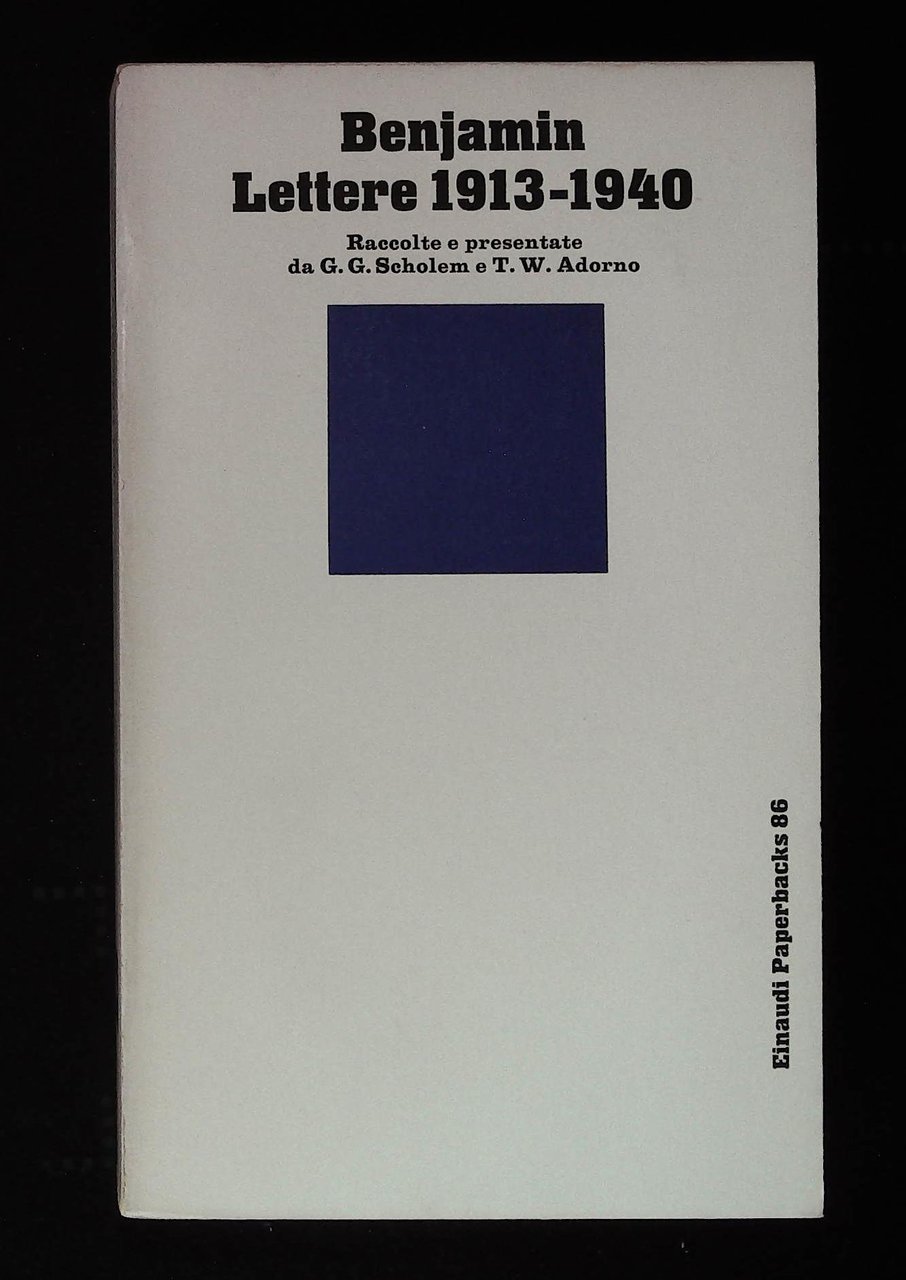 Benjamin
Lettere 1913-1940
Raccolte e presentate
da G. G. Scholem e T. W. Adorno
Einaudi Paperbacks 86